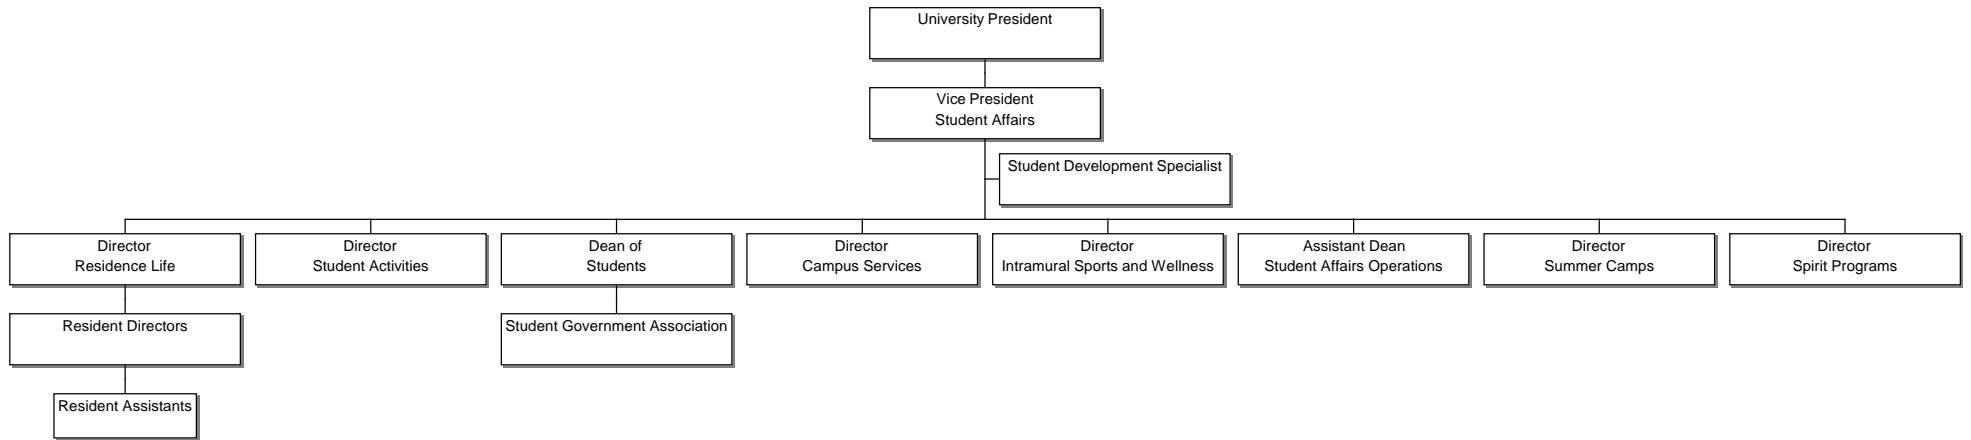 University President
Vice President
Student Affairs
Student Development Specialist
Director
Residence Life
Director
Student Activities
Dean of
Students
Director
Campus Services
Director
Intramural Sports and Wellness
Assistant Dean
Student Affairs Operations
Director
Summer Camps
Director
Spirit Programs
Resident Directors
Student Government Association
Resident Assistants